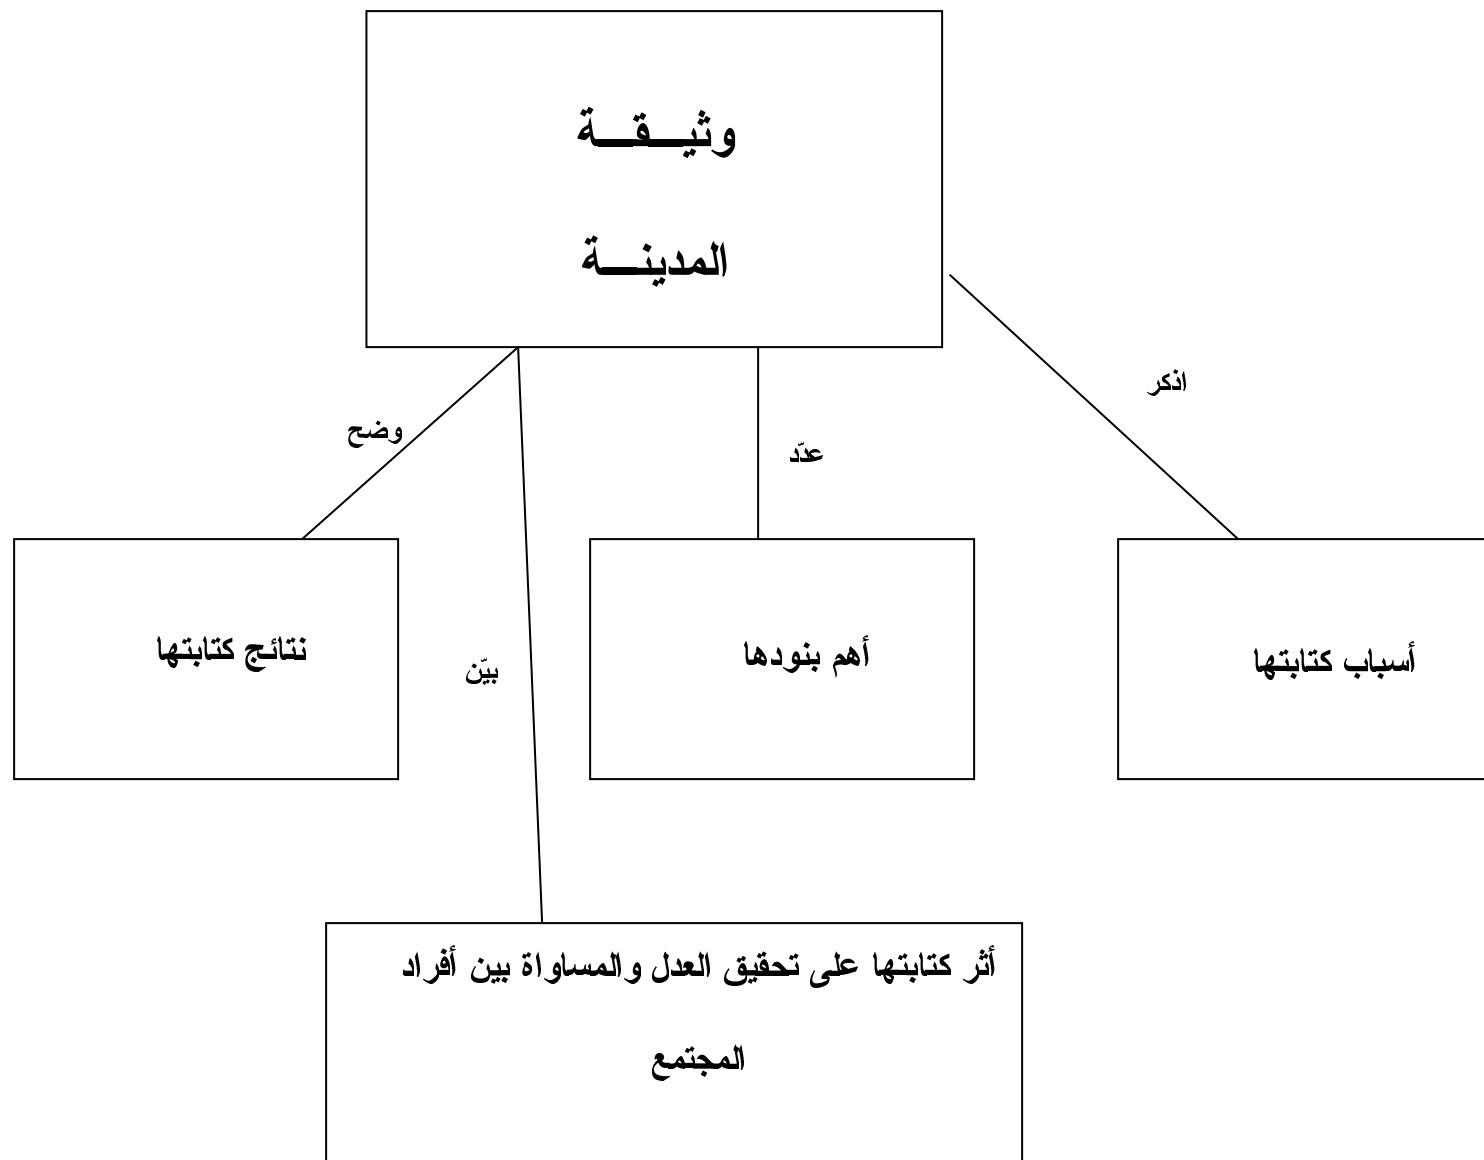 وثيـــقـــة
المدينـــة
اذكر
عدّد
بيّن
وضح
أسباب كتابتها
أهم بنودها
نتائج كتابتها
أثر كتابتها على تحقيق العدل والمساواة بين أفراد
المجتمع